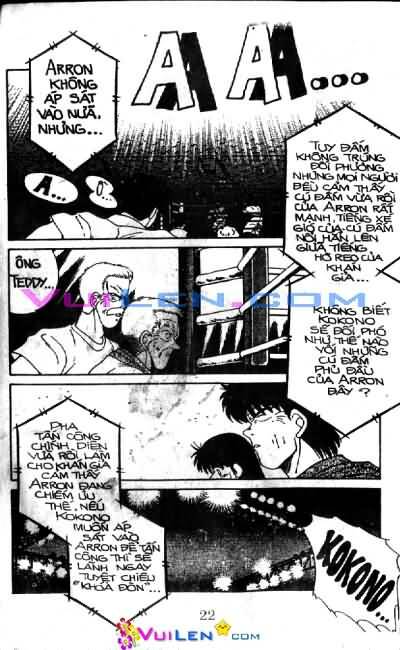 ARRON
KHÔNG
ÁP SÁT
VÀO NỮA,
NHƯNG...
A A...
A...
Ơ...
TUY ĐẤM
KHÔNG TRÚNG
ĐỐI PHƯƠNG
NHƯNG MỌI NGƯỜI
ĐỀU CẢM THẤY
CÚ ĐẤM VỪA RỒI
CỦA ARRON RẤT
MẠNH, TIẾNG XÉ
GIÓ CỦA CÚ ĐẤM
NỔI HẲN LÊN
GIỮA TIẾNG
HÒ REO CỦA
KHÁN
GIẢ...
ÔNG
TEDDY...
VUILEN.COM
KHÔNG BIẾT
KOKONO
SẼ ĐỐI PHÓ
NHƯ THẾ NÀO
VỚI NHỮNG
CÚ ĐẤM
PHỦ ĐẦU
CỦA ARRON
ĐÂY ?
PHA
TẤN CÔNG
CHÍNH DIỆN
VỪA RỒI, LÀM
CHO KHÁN GIẢ
CẢM THẤY
ARRON ĐANG
CHIẾM ƯU
THẾ, NẾU
KOKONO
MUỐN ÁP
SÁT VÀO
ARRON ĐỂ TẤN
CÔNG THÌ SẼ
LÃNH NGAY
TUYỆT CHIÊU
"KHÓA ĐÒN"...
KOKONO...
22
VUILEN.COM